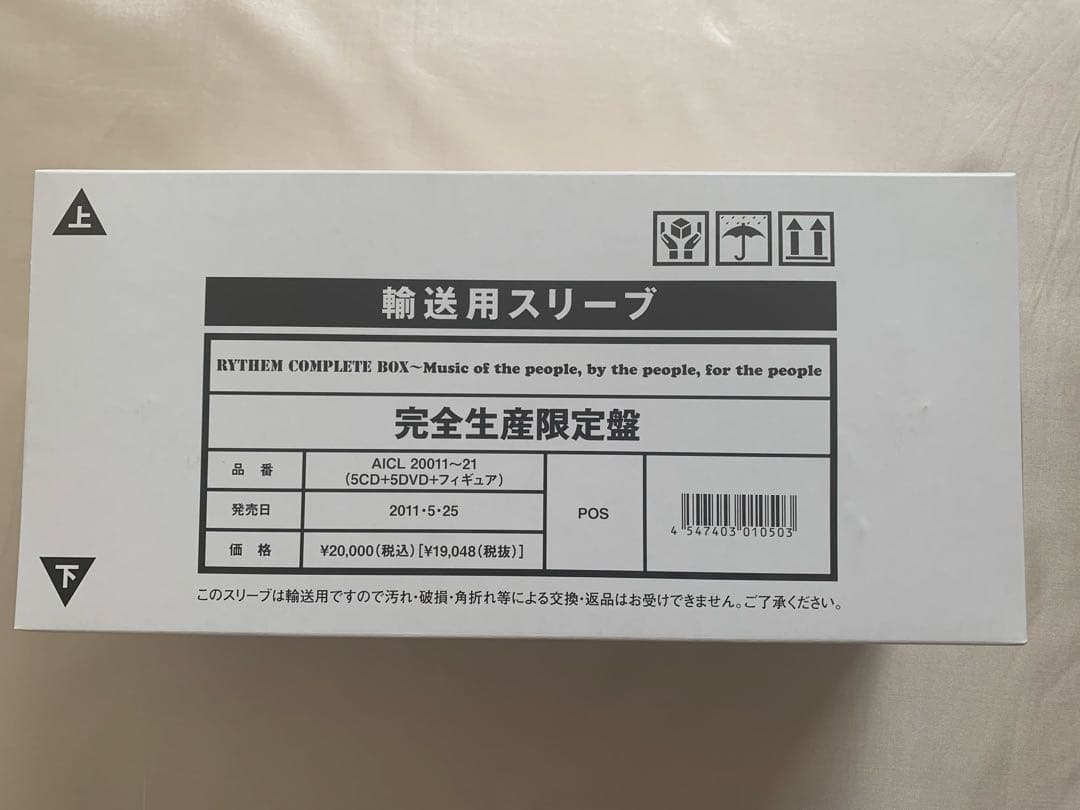 上
輸送用スリーブ
RYTHEM COMPLETE BOX～Music of the people, by the people, for the people
完全生産限定盤
品 番
AICL 20011～21
(5CD+5DVD+フィギュア)
発売日
2011・5・25
価 格
¥20,000(税込)[¥19,048(税抜)]
POS
4 547403 010503
下
このスリーブは輸送用ですので汚れ・破損・角折れ等による交換・返品はお受けできません。ご了承ください。